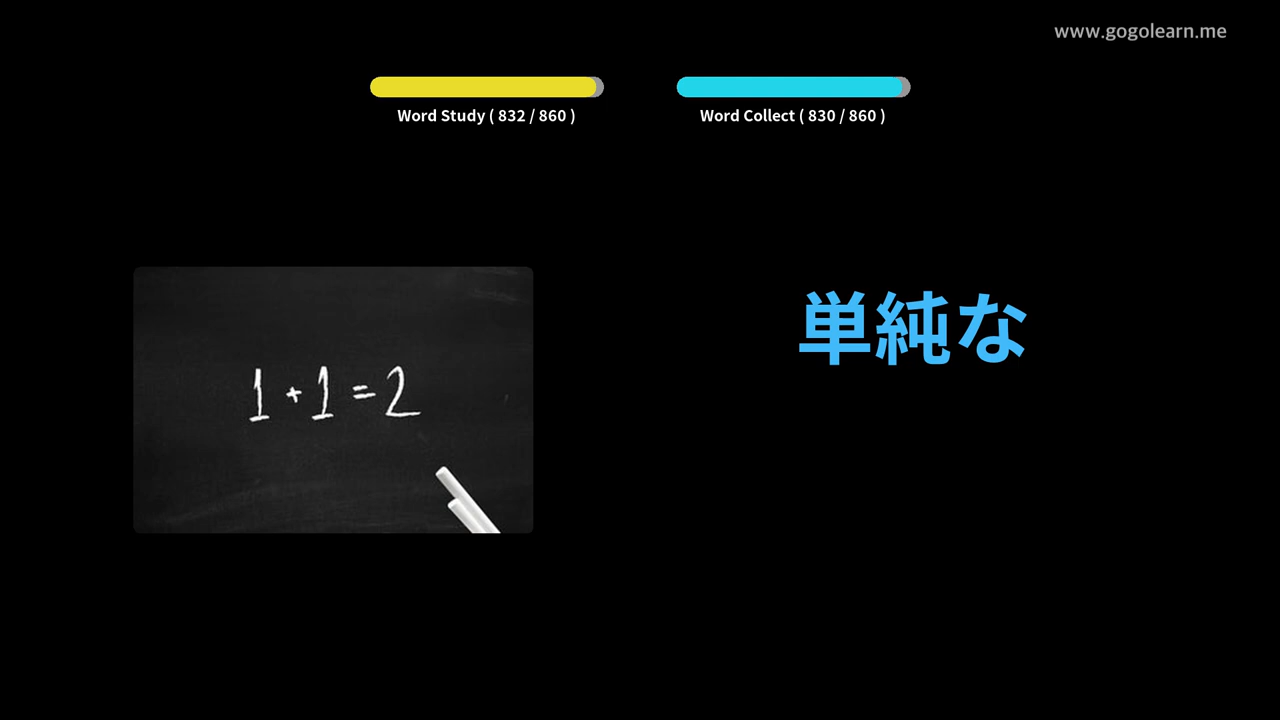 www.gogolearn.me
Word Study ( 832 / 860 )
Word Collect ( 830 / 860 )
単純な
1 + 1 = 2